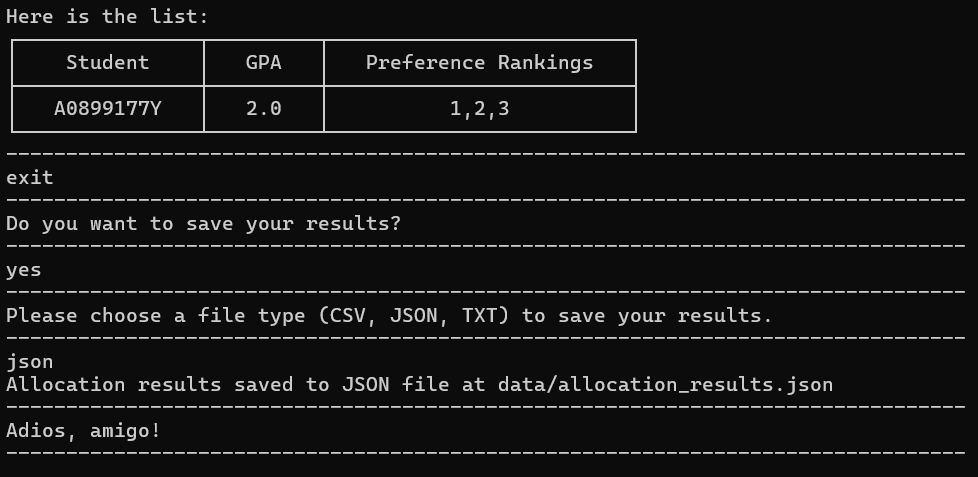 Here is the list:
Student GPA Preference Rankings
A0899177Y 2.0 1,2,3
--------------------------------------------------------------------------------
exit
--------------------------------------------------------------------------------
Do you want to save your results?
--------------------------------------------------------------------------------
yes
--------------------------------------------------------------------------------
Please choose a file type (CSV, JSON, TXT) to save your results.
--------------------------------------------------------------------------------
json
Allocation results saved to JSON file at data/allocation_results.json
--------------------------------------------------------------------------------
Adios, amigo!
--------------------------------------------------------------------------------